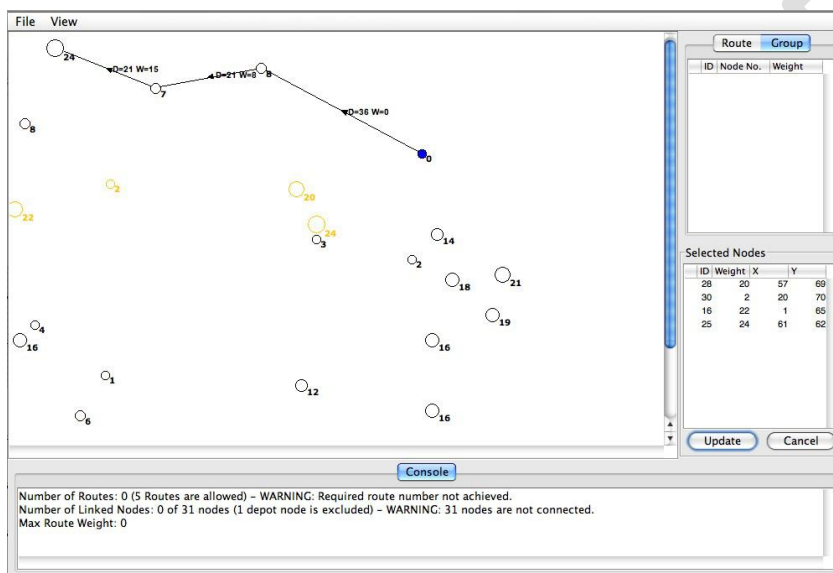 File View
24
D=21 W=15
D=21 W=8
8
7
D=36 W=0
0
8
2
20
22
24
3
14
2
18
21
19
4
16
16
1
12
6
16
Route Group
ID Node No. Weight
Selected Nodes
ID Weight X Y
28 20 57 69
30 2 20 70
16 22 1 65
25 24 61 62
Update Cancel
Console
Number of Routes: 0 (5 Routes are allowed) – WARNING: Required route number not achieved.
Number of Linked Nodes: 0 of 31 nodes (1 depot node is excluded) – WARNING: 31 nodes are not connected.
Max Route Weight: 0